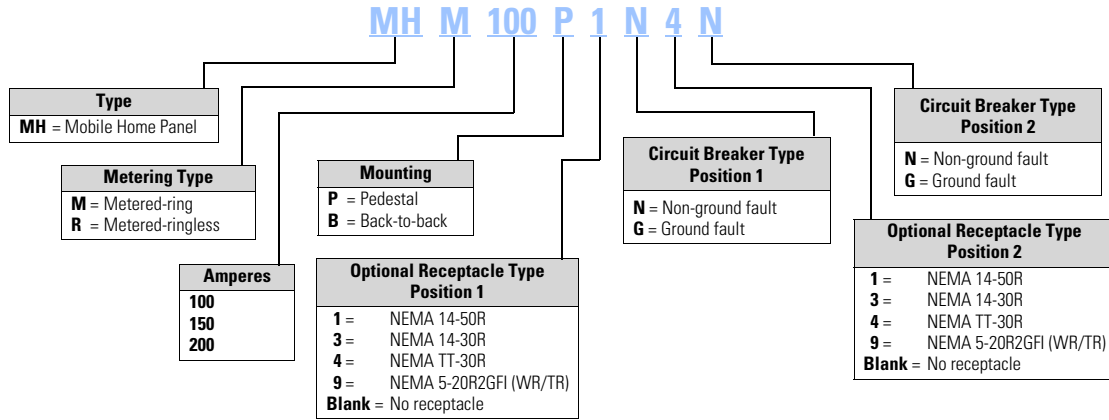 MH M 100 P 1 N 4 N
Type
MH = Mobile Home Panel
Metering Type
M = Metered-ring
R = Metered-ringless
Amperes
100
150
200
Mounting
P = Pedestal
B = Back-to-back
Optional Receptacle Type
Position 1
1 = NEMA 14-50R
3 = NEMA 14-30R
4 = NEMA TT-30R
9 = NEMA 5-20R2GFI (WR/TR)
Blank = No receptacle
Circuit Breaker Type
Position 1
N = Non-ground fault
G = Ground fault
Optional Receptacle Type
Position 2
1 = NEMA 14-50R
3 = NEMA 14-30R
4 = NEMA TT-30R
9 = NEMA 5-20R2GFI (WR/TR)
Blank = No receptacle
Circuit Breaker Type
Position 2
N = Non-ground fault
G = Ground fault